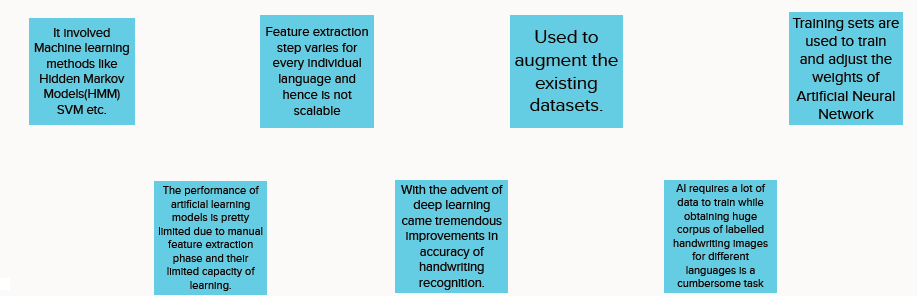 It involved
Machine learning
methods like
Hidden Markov
Models(HMM)
SVM etc.
Feature extraction
step varies for
every individual
language and
hence is not
scalable
Used to
augment the
existing
datasets.
Training sets are
used to train
and adjust the
weights of
Artificial Neural
Network
The performance of
artificial learning
models is pretty
limited due to manual
feature extraction
phase and their
limited capacity of
learning.
With the advent of
deep learning
came tremendous
improvements in
accuracy of
handwriting
recognition.
AI requires a lot of
data to train while
obtaining huge
corpus of labelled
handwriting images
for different
languages is a
cumbersome task